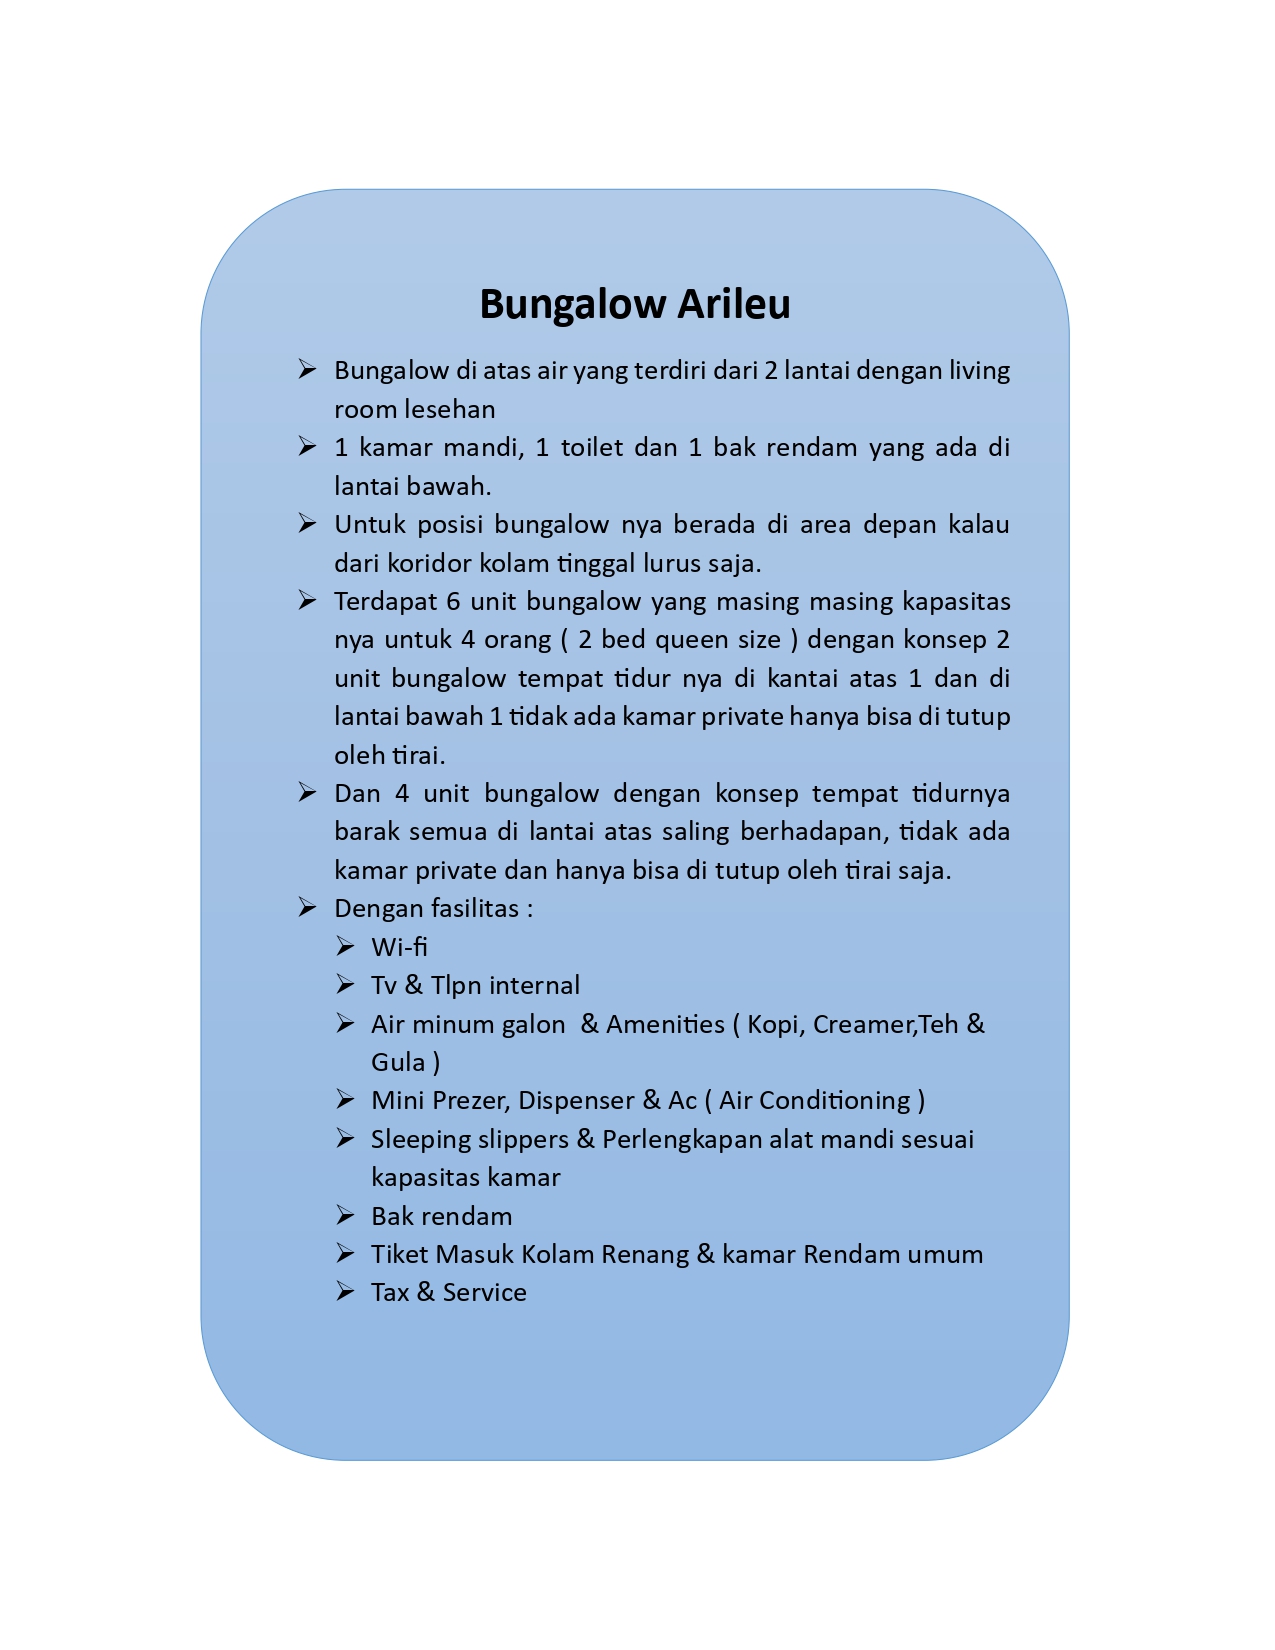 Bungalow Arileu
➢ Bungalow di atas air yang terdiri dari 2 lantai dengan living
room lesehan
➢ 1 kamar mandi, 1 toilet dan 1 bak rendam yang ada di
lantai bawah.
➢ Untuk posisi bungalow nya berada di area depan kalau
dari koridor kolam tinggal lurus saja.
➢ Terdapat 6 unit bungalow yang masing masing kapasitas
nya untuk 4 orang ( 2 bed queen size ) dengan konsep 2
unit bungalow tempat tidur nya di kantai atas 1 dan di
lantai bawah 1 tidak ada kamar private hanya bisa di tutup
oleh tirai.
➢ Dan 4 unit bungalow dengan konsep tempat tidurnya
barak semua di lantai atas saling berhadapan, tidak ada
kamar private dan hanya bisa di tutup oleh tirai saja.
➢ Dengan fasilitas :
➢ Wi-fi
➢ Tv & Tlpn internal
➢ Air minum galon  & Amenities ( Kopi, Creamer,Teh &
Gula )
➢ Mini Prezer, Dispenser & Ac ( Air Conditioning )
➢ Sleeping slippers & Perlengkapan alat mandi sesuai
kapasitas kamar
➢ Bak rendam
➢ Tiket Masuk Kolam Renang & kamar Rendam umum
➢ Tax & Service